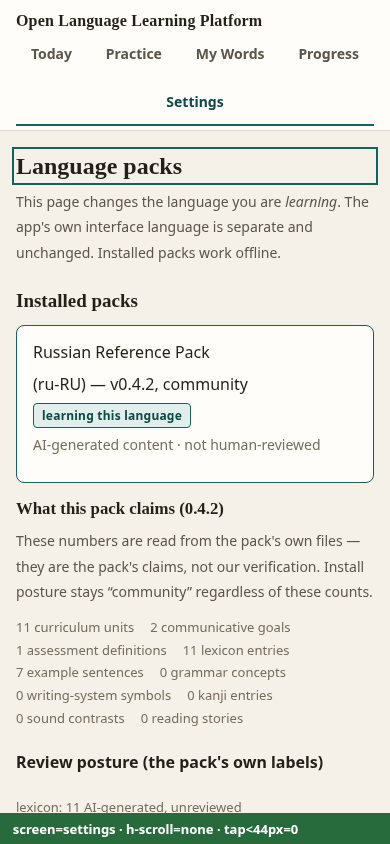 Open Language Learning Platform
Today Practice My Words Progress
Settings
Language packs
This page changes the language you are learning. The
app's own interface language is separate and
unchanged. Installed packs work offline.
Installed packs
Russian Reference Pack
(ru-RU) — v0.4.2, community
learning this language
AI-generated content · not human-reviewed
What this pack claims (0.4.2)
These numbers are read from the pack's own files —
they are the pack's claims, not our verification. Install
posture stays “community” regardless of these counts.
11 curriculum units 2 communicative goals
1 assessment definitions 11 lexicon entries
7 example sentences 0 grammar concepts
0 writing-system symbols 0 kanji entries
0 sound contrasts 0 reading stories
Review posture (the pack's own labels)
lexicon: 11 AI-generated, unreviewed
screen=settings · h-scroll=none · tap<44px=0